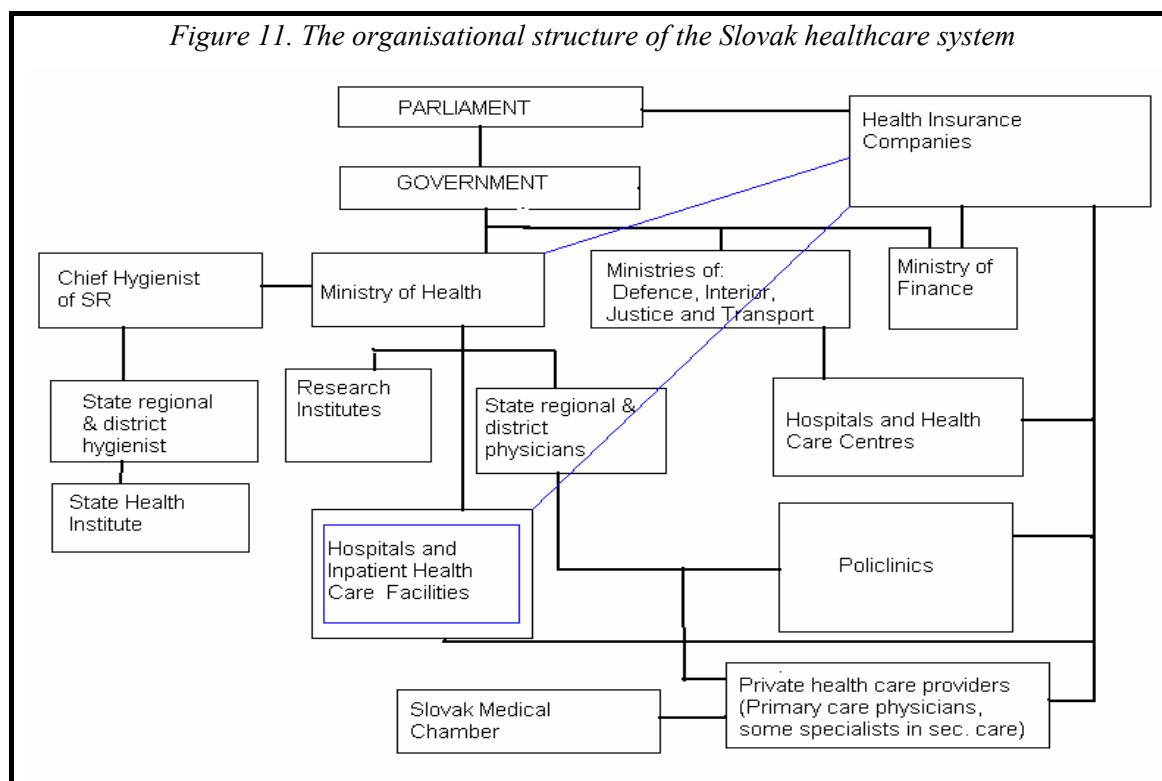 Figure 11. The organisational structure of the Slovak healthcare system
PARLIAMENT
Health Insurance
Companies
GOVERNMENT
Chief Hygienist
of SR
Ministry of Health
Ministries of:
Defence, Interior,
Justice and Transport
Ministry of
Finance
State regional
& district
hygienist
Research
Institutes
State regional &
district
physicians
Hospitals and Health
Care Centres
State Health
Institute
Hospitals and
Inpatient Health
Care Facilities
Policlinics
Slovak Medical
Chamber
Private health care providers
(Primary care physicians,
some specialists in sec. care)